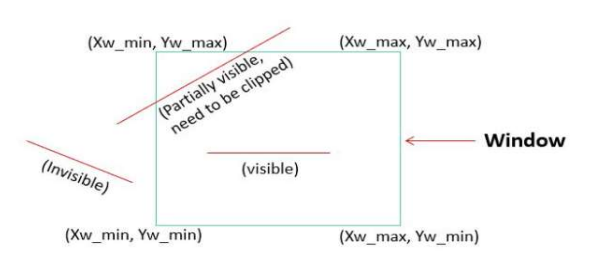 (Xw_min, Yw_max)
(Xw_max, Yw_max)
(Partially visible,
need to be clipped)
Window
(Invisible)
(visible)
(Xw_min, Yw_min)
(Xw_max, Yw_min)